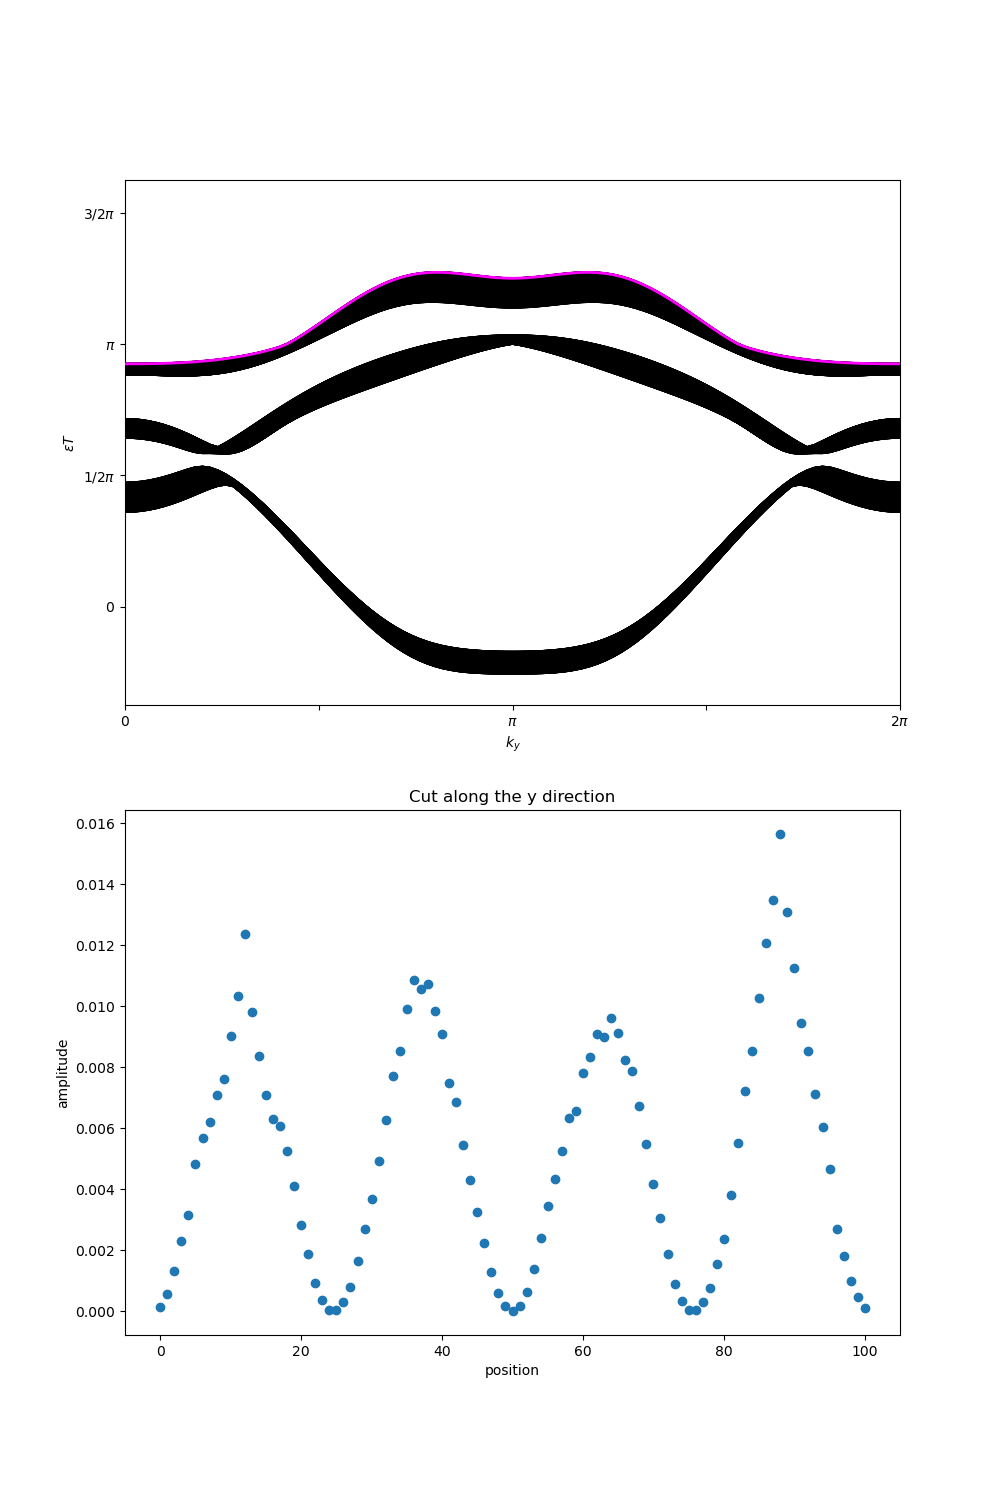 3/2π
π
1/2π
0
εT
0
π
2π
k_y
Cut along the y direction
0.016
0.014
0.012
0.010
0.008
0.006
0.004
0.002
0.000
amplitude
0
20
40
60
80
100
position